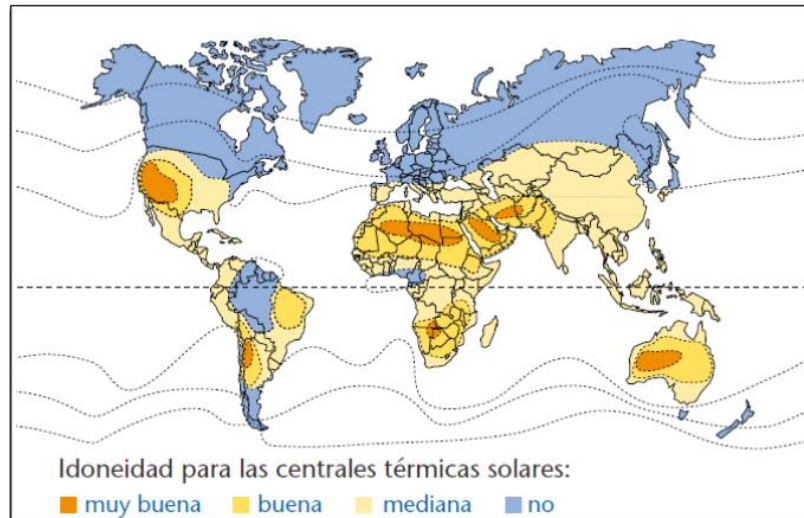 Idoneidad para las centrales térmicas solares:
muy buena buena mediana no